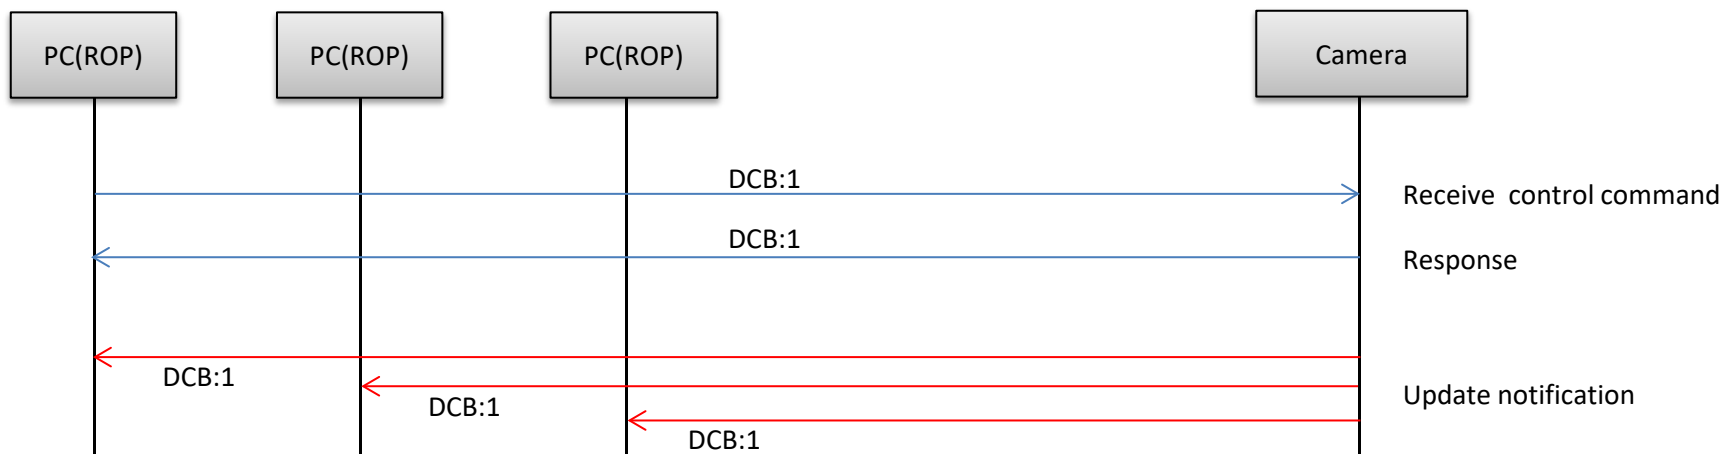 PC(ROP)
PC(ROP)
PC(ROP)
Camera
DCB:1
Receive  control command
DCB:1
Response
DCB:1
DCB:1
Update notification
DCB:1